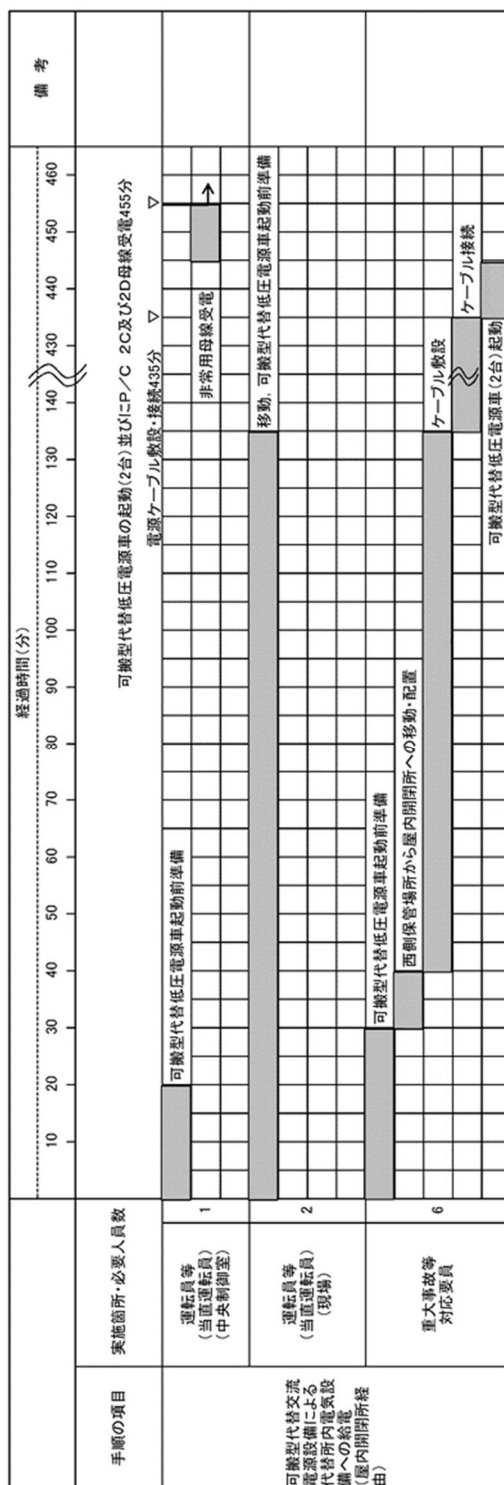 手順の項目
実施箇所・必要人員数
経過時間(分)
備考
10 20 30 40 50 60 70 80 90 100 110 120 130 140 430 440 450 460
可搬型代替低圧電源車の起動(2台)並びにP/C 2C及び2D母線受電455分
▽
電源ケーブル敷設・接続435分
▽
可搬型代替交流
電源設備による
代替所内電気設
備への給電
(屋内開閉所経
由)
運転員等
(当直運転員)
(中央制御室)
1
可搬型代替低圧電源車起動前準備
非常用母線受電
運転員等
(当直運転員)
(現場)
2
移動,可搬型代替低圧電源車起動前準備
重大事故等
対応要員
6
可搬型代替低圧電源車起動前準備
西側保管場所から屋内開閉所への移動・配置
ケーブル敷設
ケーブル接続
可搬型代替低圧電源車(2台)起動